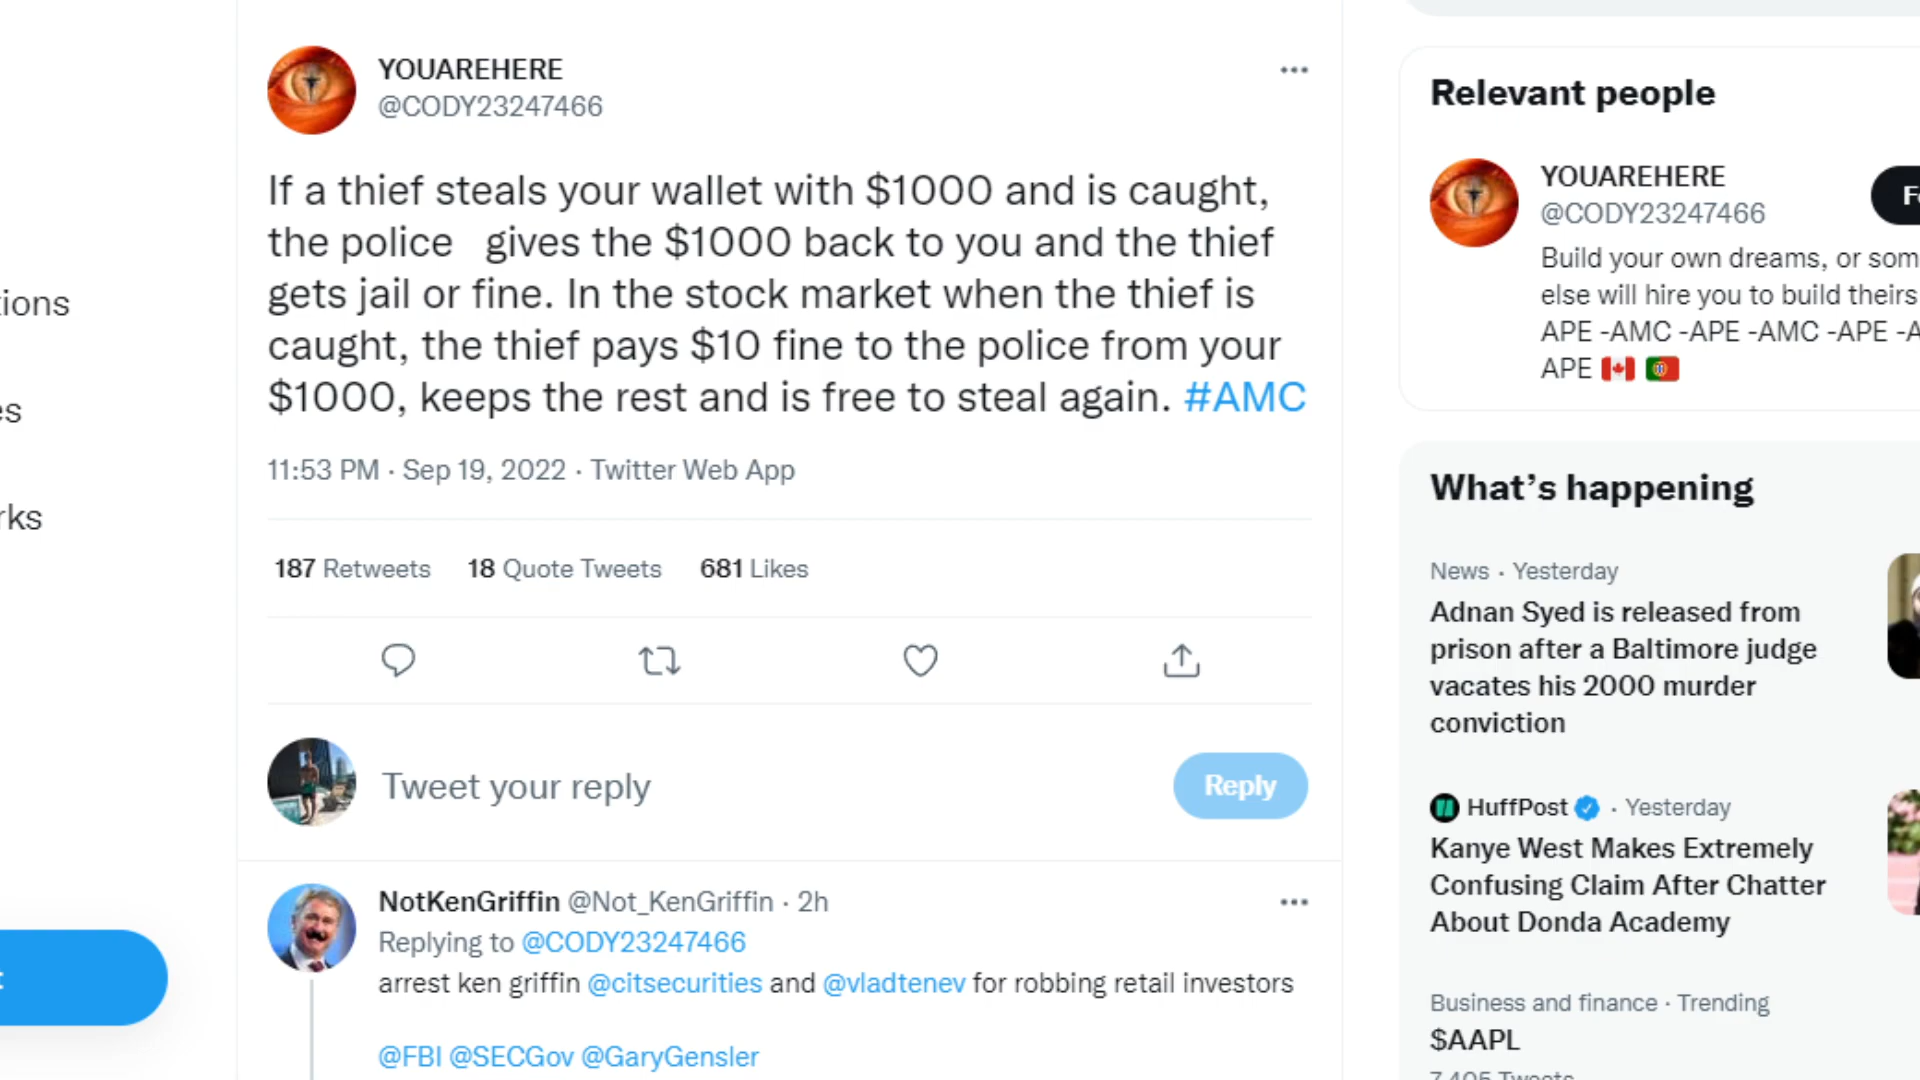 YOUAREHERE
@CODY23247466
If a thief steals your wallet with $1000 and is caught,
the police   gives the $1000 back to you and the thief
gets jail or fine. In the stock market when the thief is
caught, the thief pays $10 fine to the police from your
$1000, keeps the rest and is free to steal again. #AMC
11:53 PM · Sep 19, 2022 · Twitter Web App
187 Retweets 18 Quote Tweets 681 Likes
Tweet your reply
Reply
NotKenGriffin @Not_KenGriffin · 2h
Replying to @CODY23247466
arrest ken griffin @citsecurities and @vladtenev for robbing retail investors
@FBI @SECGov @GaryGensler
Relevant people
YOUAREHERE
@CODY23247466
Build your own dreams, or som
else will hire you to build theirs
APE -AMC -APE -AMC -APE -A
APE
What's happening
News · Yesterday
Adnan Syed is released from
prison after a Baltimore judge
vacates his 2000 murder
conviction
HuffPost · Yesterday
Kanye West Makes Extremely
Confusing Claim After Chatter
About Donda Academy
Business and finance · Trending
$AAPL
7,405 Tweets